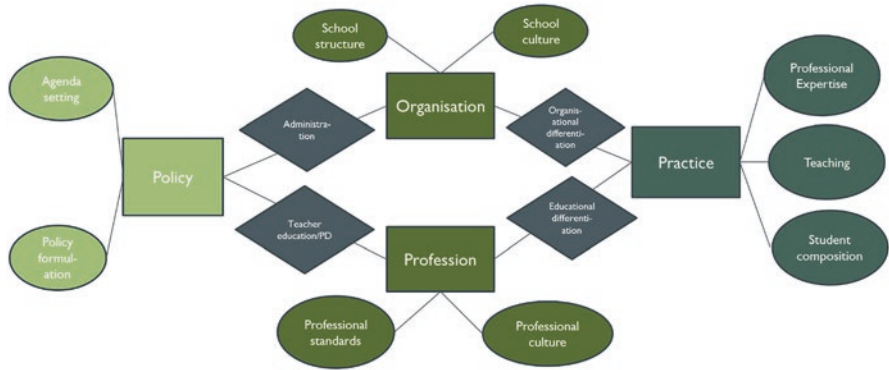 School
structure
School
culture
Agenda
setting
Professional
Expertise
Organisation
Administra-
tion
Organis-
ational
differenti-
ation
Policy
Practice
Teaching
Teacher
education/PD
Educational
differenti-
ation
Policy
formul-
ation
Profession
Student
composition
Professional
standards
Professional
culture